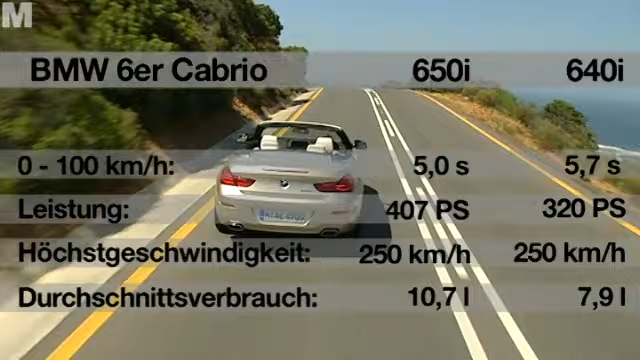 M
BMW 6er Cabrio 650i 640i
0 - 100 km/h: 5,0 s 5,7 s
Leistung: 407 PS 320 PS
Höchstgeschwindigkeit: 250 km/h 250 km/h
Durchschnittsverbrauch: 10,7 l 7,9 l